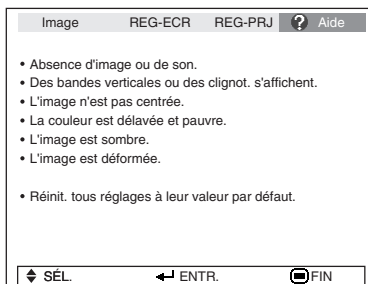 Image REG-ECR REG-PRJ ? Aide
• Absence d'image ou de son.
• Des bandes verticales ou des clignot. s'affichent.
• L'image n'est pas centrée.
• La couleur est délavée et pauvre.
• L'image est sombre.
• L'image est déformée.
• Réinit. tous réglages à leur valeur par défaut.
SÉL. ENTR. FIN